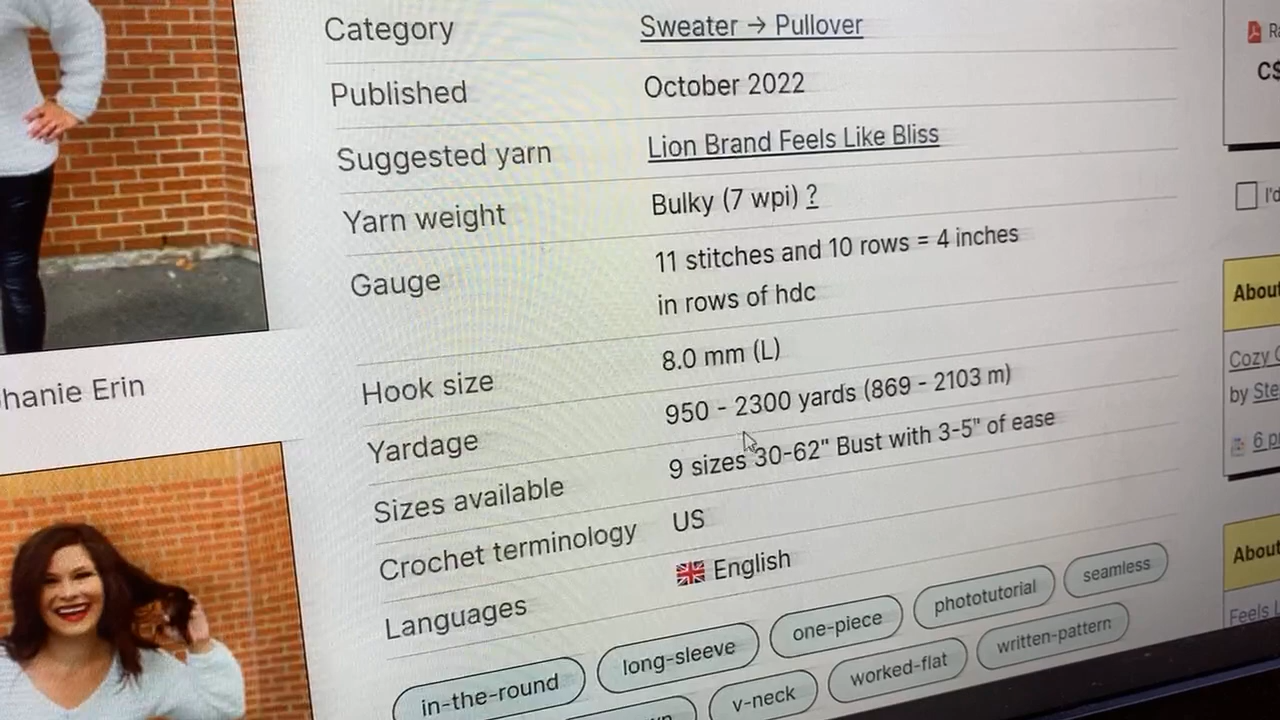 Category Sweater → Pullover
Published October 2022
Suggested yarn Lion Brand Feels Like Bliss
Yarn weight Bulky (7 wpi) ?
Gauge 11 stitches and 10 rows = 4 inches
in rows of hdc
Hook size 8.0 mm (L)
Yardage 950 - 2300 yards (869 - 2103 m)
Sizes available 9 sizes 30-62" Bust with 3-5" of ease
Crochet terminology US
Languages English
in-the-round long-sleeve one-piece phototutorial seamless
v-neck worked-flat written-pattern
Erin
I'd
About
by
6
About
Feels